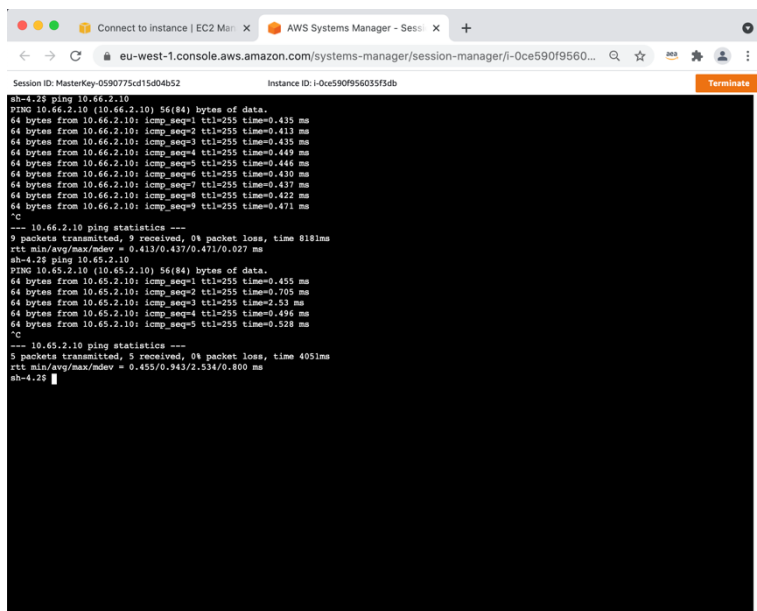 Connect to instance | EC2 Man
AWS Systems Manager - Sessi
eu-west-1.console.aws.amazon.com/systems-manager/session-manager/i-0ce590f9560...
Session ID: MasterKey-0590775cd15d04b52 Instance ID: i-0ce590f956035f3db Terminate
sh-4.2$ ping 10.66.2.10
PING 10.66.2.10 (10.66.2.10) 56(84) bytes of data.
64 bytes from 10.66.2.10: icmp_seq=1 ttl=255 time=0.435 ms
64 bytes from 10.66.2.10: icmp_seq=2 ttl=255 time=0.413 ms
64 bytes from 10.66.2.10: icmp_seq=3 ttl=255 time=0.435 ms
64 bytes from 10.66.2.10: icmp_seq=4 ttl=255 time=0.449 ms
64 bytes from 10.66.2.10: icmp_seq=5 ttl=255 time=0.446 ms
64 bytes from 10.66.2.10: icmp_seq=6 ttl=255 time=0.430 ms
64 bytes from 10.66.2.10: icmp_seq=7 ttl=255 time=0.437 ms
64 bytes from 10.66.2.10: icmp_seq=8 ttl=255 time=0.422 ms
64 bytes from 10.66.2.10: icmp_seq=9 ttl=255 time=0.471 ms
^C
--- 10.66.2.10 ping statistics ---
9 packets transmitted, 9 received, 0% packet loss, time 8181ms
rtt min/avg/max/mdev = 0.413/0.437/0.471/0.027 ms
sh-4.2$ ping 10.65.2.10
PING 10.65.2.10 (10.65.2.10) 56(84) bytes of data.
64 bytes from 10.65.2.10: icmp_seq=1 ttl=255 time=0.455 ms
64 bytes from 10.65.2.10: icmp_seq=2 ttl=255 time=0.705 ms
64 bytes from 10.65.2.10: icmp_seq=3 ttl=255 time=2.53 ms
64 bytes from 10.65.2.10: icmp_seq=4 ttl=255 time=0.496 ms
64 bytes from 10.65.2.10: icmp_seq=5 ttl=255 time=0.528 ms
^C
--- 10.65.2.10 ping statistics ---
5 packets transmitted, 5 received, 0% packet loss, time 4051ms
rtt min/avg/max/mdev = 0.455/0.943/2.534/0.800 ms
sh-4.2$